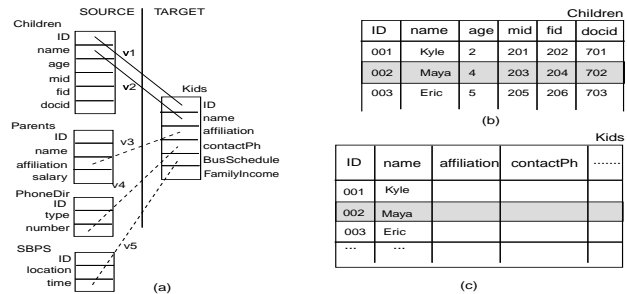 SOURCE TARGET
Children
ID
name
age
mid
fid
docid
v1
v2
Kids
ID
name
affiliation
contactPh
BusSchedule
FamilyIncome
Parents
ID
name
affiliation
salary
v3
v4
PhoneDir
ID
type
number
v5
SBPS
ID
location
time
(a)
Children
ID name age mid fid docid
001 Kyle 2 201 202 701
002 Maya 4 203 204 702
003 Eric 5 205 206 703
(b)
Kids
ID name affiliation contactPh .......
001 Kyle
002 Maya
003 Eric
... ...
(c)